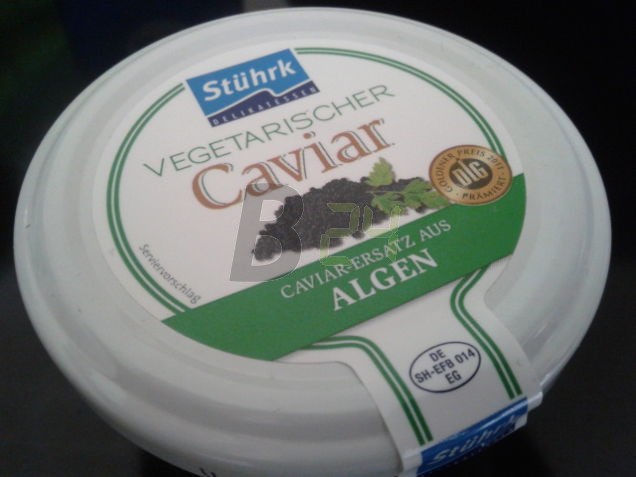 Stührk
DELIKATESSEN
VEGETARISCHER
Caviar
GOLDENER PREIS 2011
DLG
PRÄMIERT
Serviervorschlag
CAVIAR-ERSATZ AUS
ALGEN
DE
SH-EFB 014
EG
Stührk